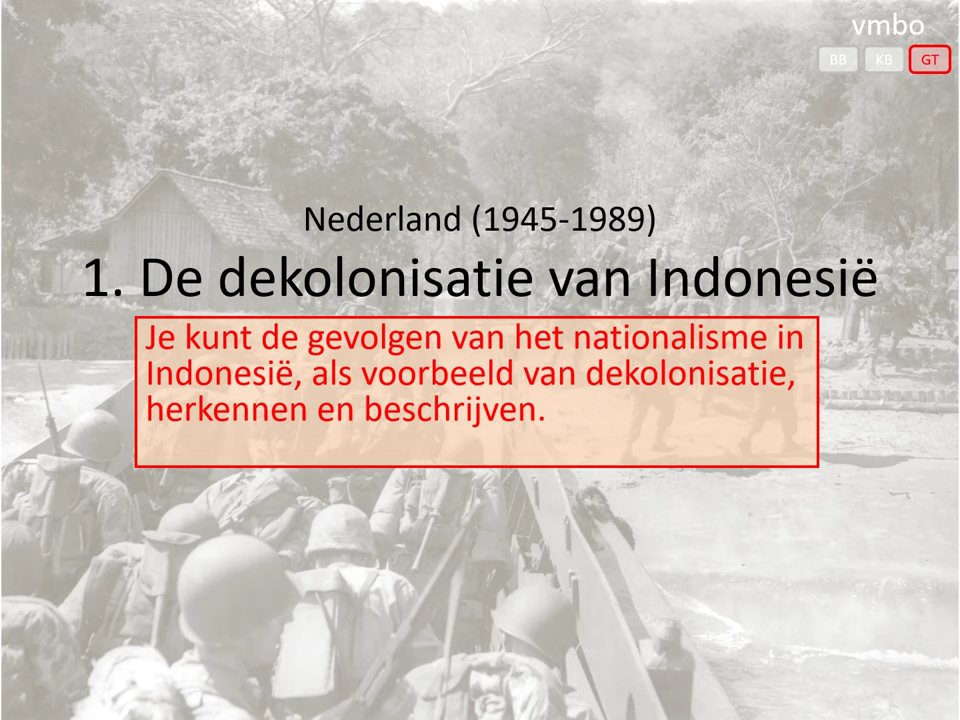 vmbo
BB KB GT
Nederland (1945-1989)
1. De dekolonisatie van Indonesië
Je kunt de gevolgen van het nationalisme in
Indonesië, als voorbeeld van dekolonisatie,
herkennen en beschrijven.